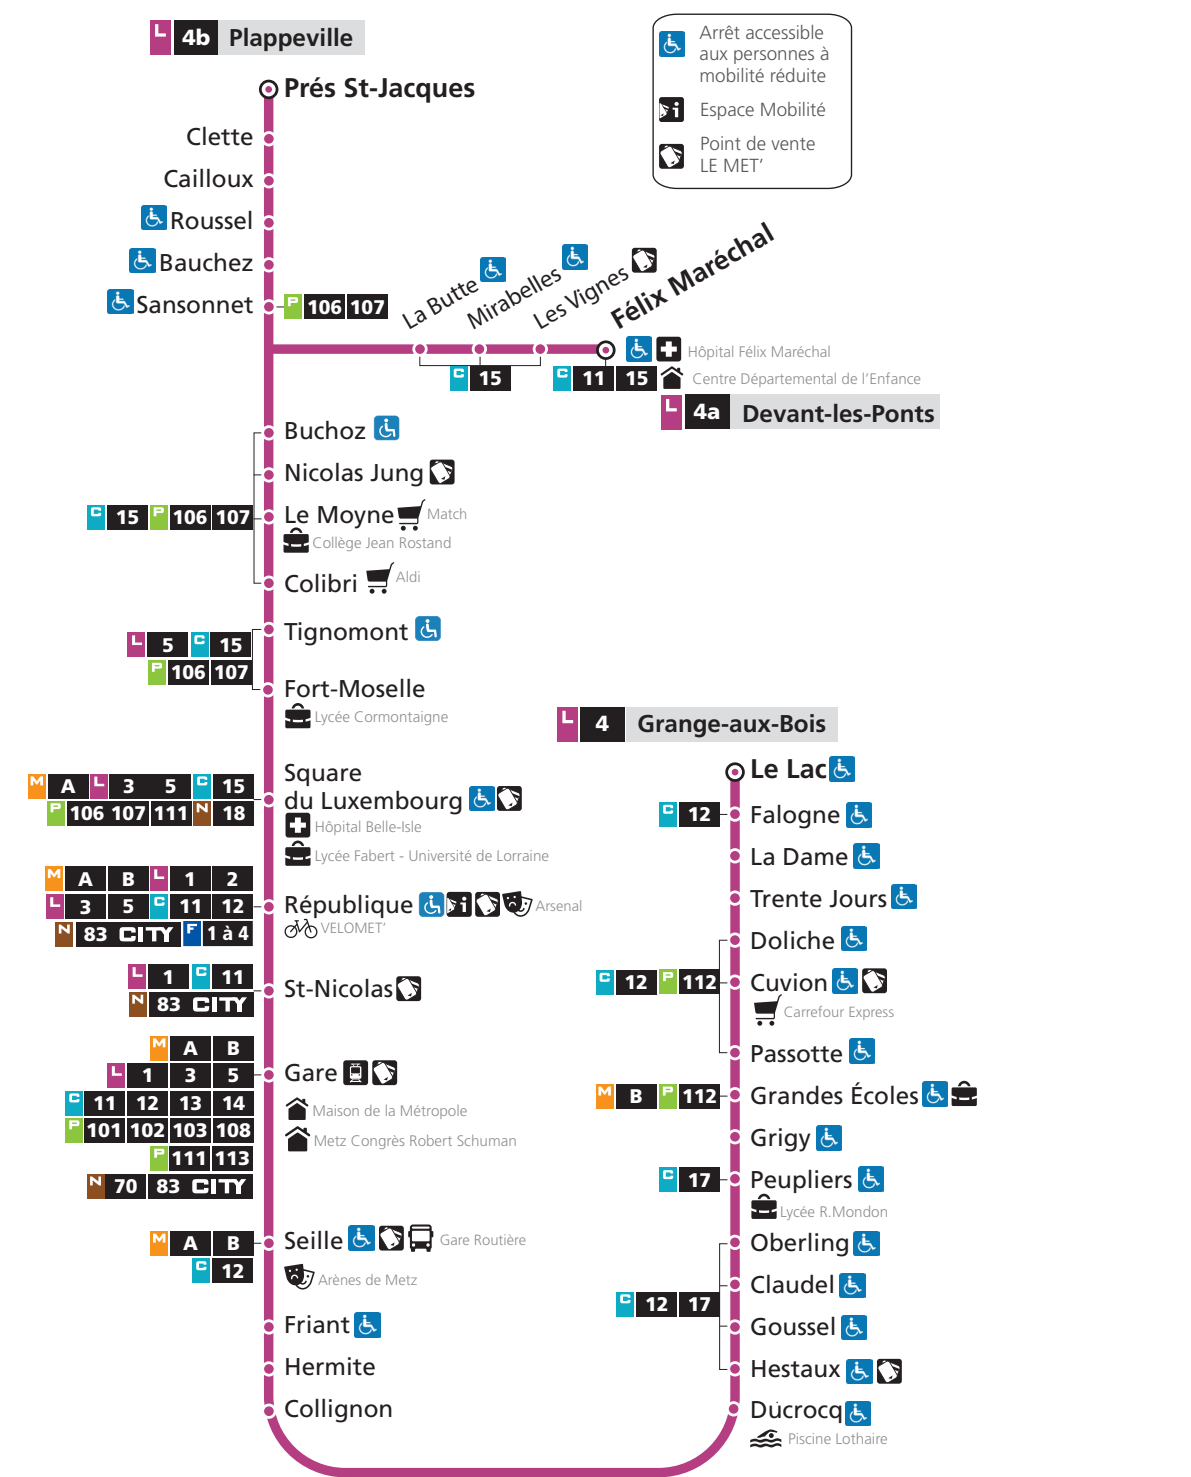 L 4b Plappeville
Arrêt accessible
aux personnes à
mobilité réduite
Espace Mobilité
Point de vente
LE MET'
Prés St-Jacques
Clette
Cailloux
Roussel
Bauchez
Sansonnet
P 106 107
La Butte
Mirabelles
Les Vignes
Félix Maréchal
Hôpital Félix Maréchal
C 15
C 11 15
Centre Départemental de l'Enfance
L 4a Devant-les-Ponts
Buchoz
Nicolas Jung
C 15 P 106 107
Le Moyne
Match
Collège Jean Rostand
Colibri
Aldi
Tignomont
L 5 C 15
P 106 107
Fort-Moselle
Lycée Cormontaigne
L 4 Grange-aux-Bois
Square
du Luxembourg
M A L 3 5 C 15
P 106 107 111 N 18
Hôpital Belle-Isle
Lycée Fabert - Université de Lorraine
M A B L 1 2
L 3 5 C 11 12
N 83 CITY F 1 à 4
République
Arsenal
VELOMET'
L 1 C 11
N 83 CITY
St-Nicolas
M A B
L 1 3 5
C 11 12 13 14
P 101 102 103 108
P 111 113
N 70 83 CITY
Gare
Maison de la Métropole
Metz Congrès Robert Schuman
M A B
C 12
Seille
Gare Routière
Arènes de Metz
Friant
Hermite
Collignon
Le Lac
C 12
Falogne
La Dame
Trente Jours
Doliche
C 12 P 112
Cuvion
Carrefour Express
Passotte
M B P 112
Grandes Écoles
Grigy
C 17
Peupliers
Lycée R.Mondon
Oberling
Claudel
C 12 17
Goussel
Hestaux
Ducrocq
Piscine Lothaire